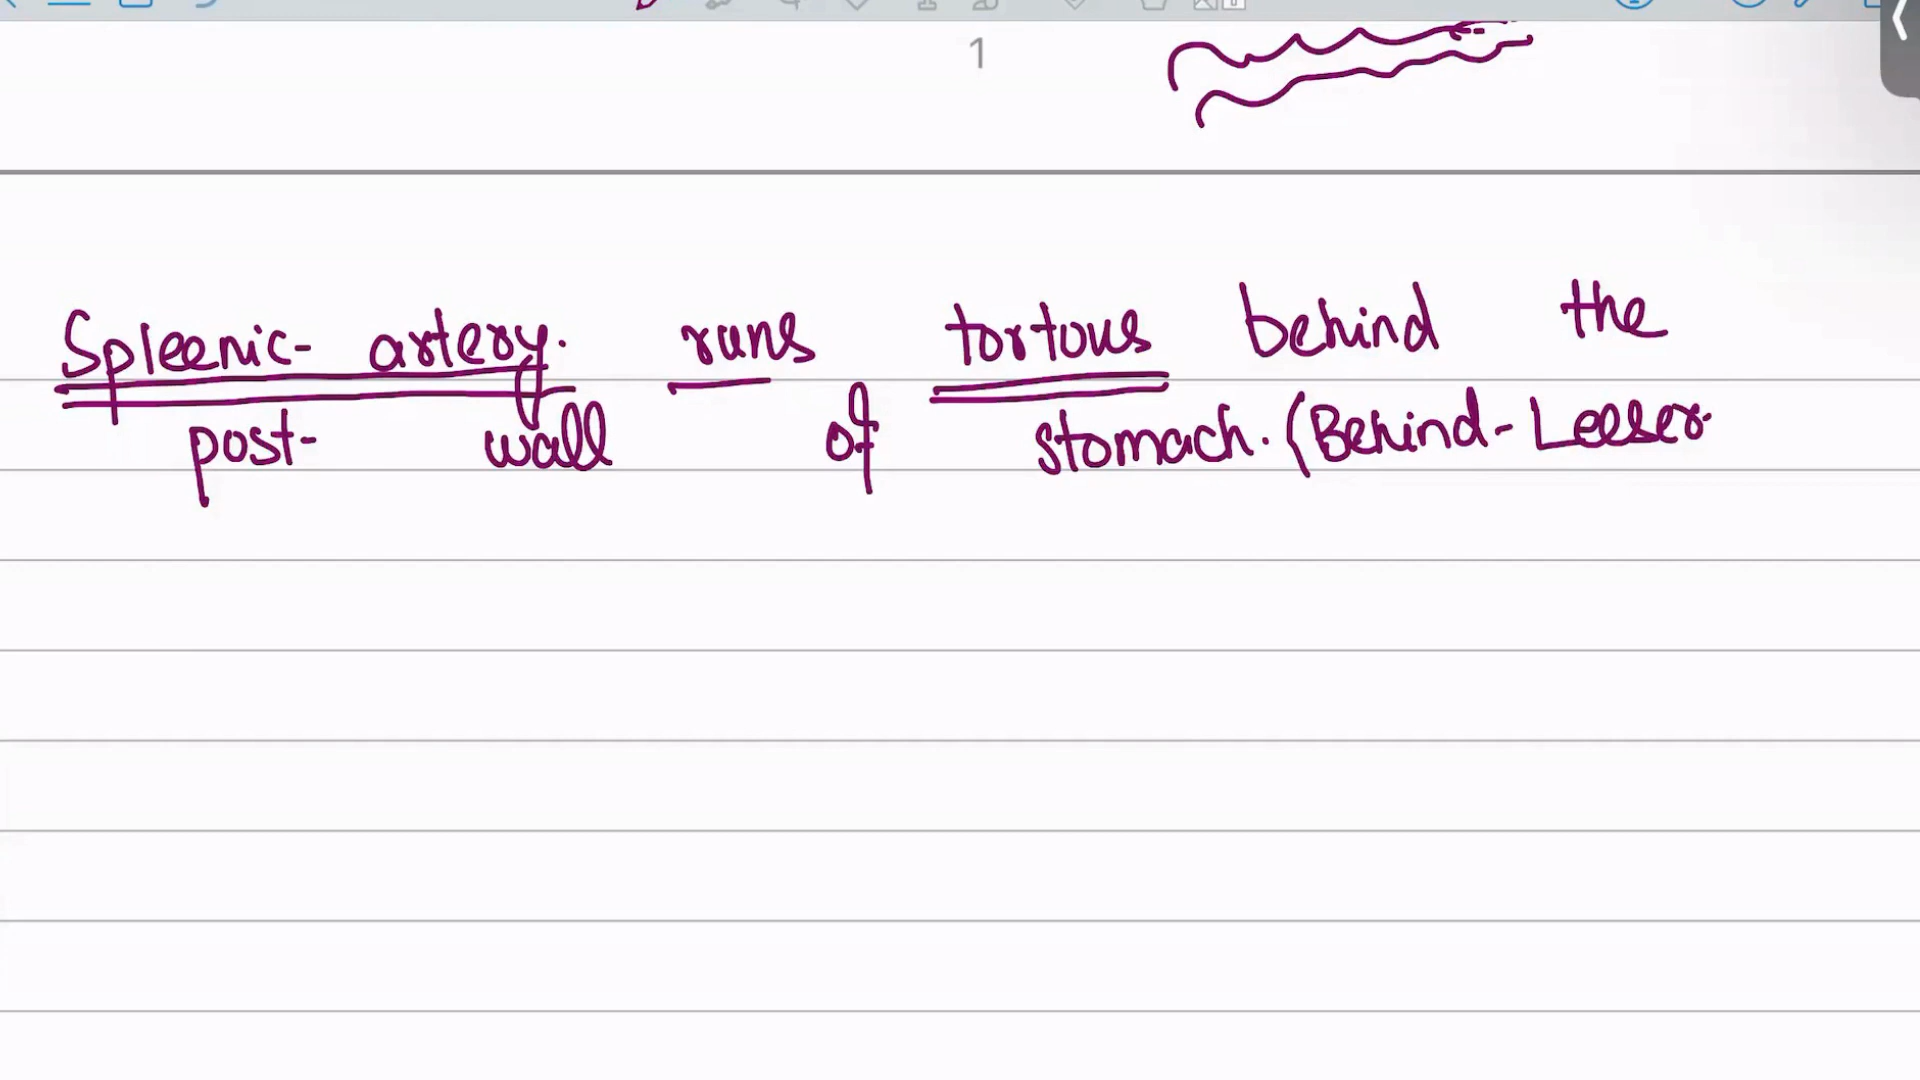 1
Spleenic- artery. runs tortous behind the
post- wall of stomach. (Behind- Lesser